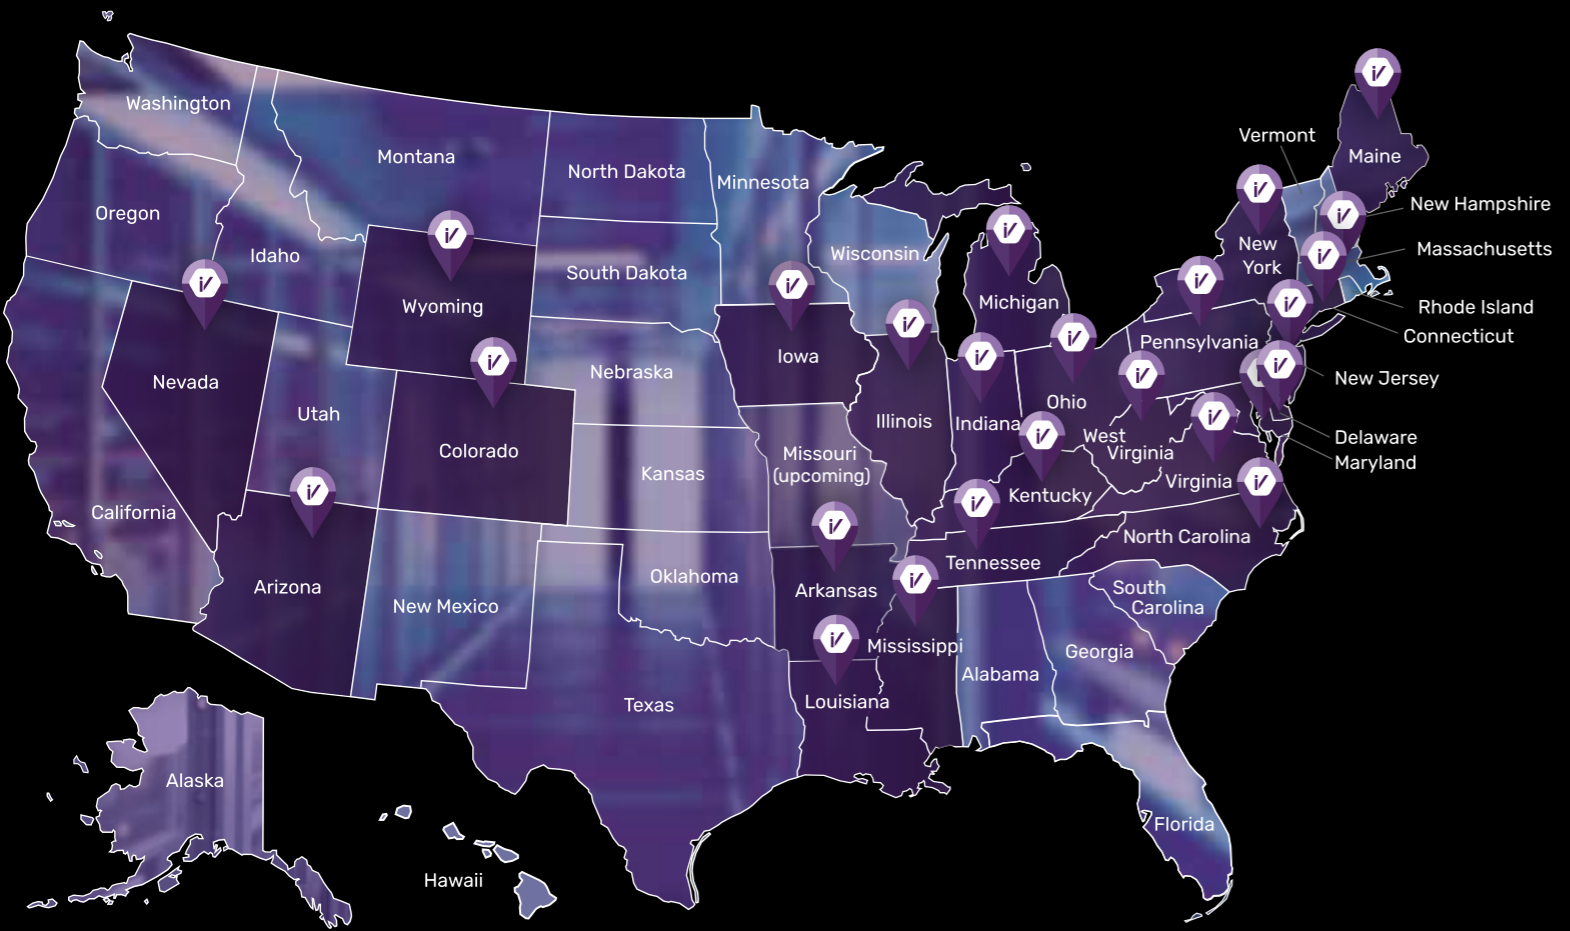 Washington
Montana
North Dakota
Minnesota
Vermont
Maine
Oregon
Idaho
Wisconsin
New Hampshire
New
York
Massachusetts
South Dakota
Wyoming
Michigan
Rhode Island
Connecticut
Pennsylvania
Iowa
Nebraska
Nevada
New Jersey
Utah
Ohio
Illinois
Indiana
Colorado
West
Virginia
Delaware
Maryland
Missouri
(upcoming)
Kansas
Virginia
Kentucky
California
North Carolina
Tennessee
Oklahoma
Arizona
Arkansas
South
Carolina
New Mexico
Mississippi
Georgia
Alabama
Texas
Louisiana
Alaska
Florida
Hawaii